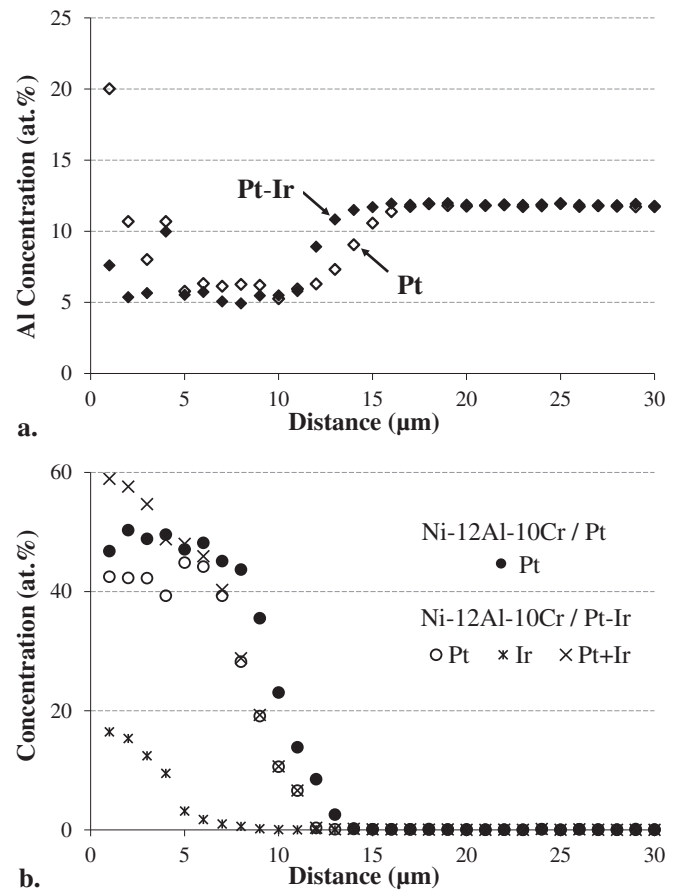 25
20
15
10
5
0
Al Concentration (at.%)
Pt-Ir
Pt
0 5 10 15 20 25 30
Distance (µm)
a.
60
40
20
0
Concentration (at.%)
Ni-12Al-10Cr / Pt
Pt
Ni-12Al-10Cr / Pt-Ir
Pt Ir Pt+Ir
0 5 10 15 20 25 30
Distance (µm)
b.